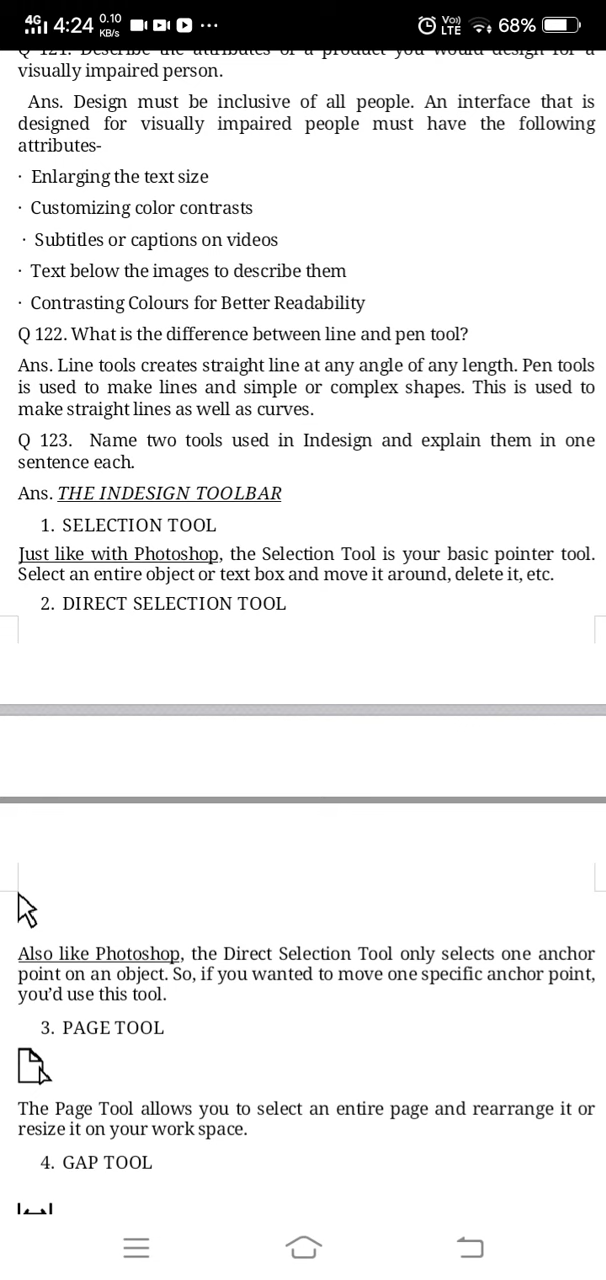 4G 4:24 0.10 KB/s ... Vo)) LTE 68%
Q 121. Describe the attributes of a product you would design for a
visually impaired person.
Ans. Design must be inclusive of all people. An interface that is
designed for visually impaired people must have the following
attributes-
· Enlarging the text size
· Customizing color contrasts
· Subtitles or captions on videos
· Text below the images to describe them
· Contrasting Colours for Better Readability
Q 122. What is the difference between line and pen tool?
Ans. Line tools creates straight line at any angle of any length. Pen tools
is used to make lines and simple or complex shapes. This is used to
make straight lines as well as curves.
Q 123. Name two tools used in Indesign and explain them in one
sentence each.
Ans. THE INDESIGN TOOLBAR
1. SELECTION TOOL
Just like with Photoshop, the Selection Tool is your basic pointer tool.
Select an entire object or text box and move it around, delete it, etc.
2. DIRECT SELECTION TOOL
Also like Photoshop, the Direct Selection Tool only selects one anchor
point on an object. So, if you wanted to move one specific anchor point,
you’d use this tool.
3. PAGE TOOL
The Page Tool allows you to select an entire page and rearrange it or
resize it on your work space.
4. GAP TOOL